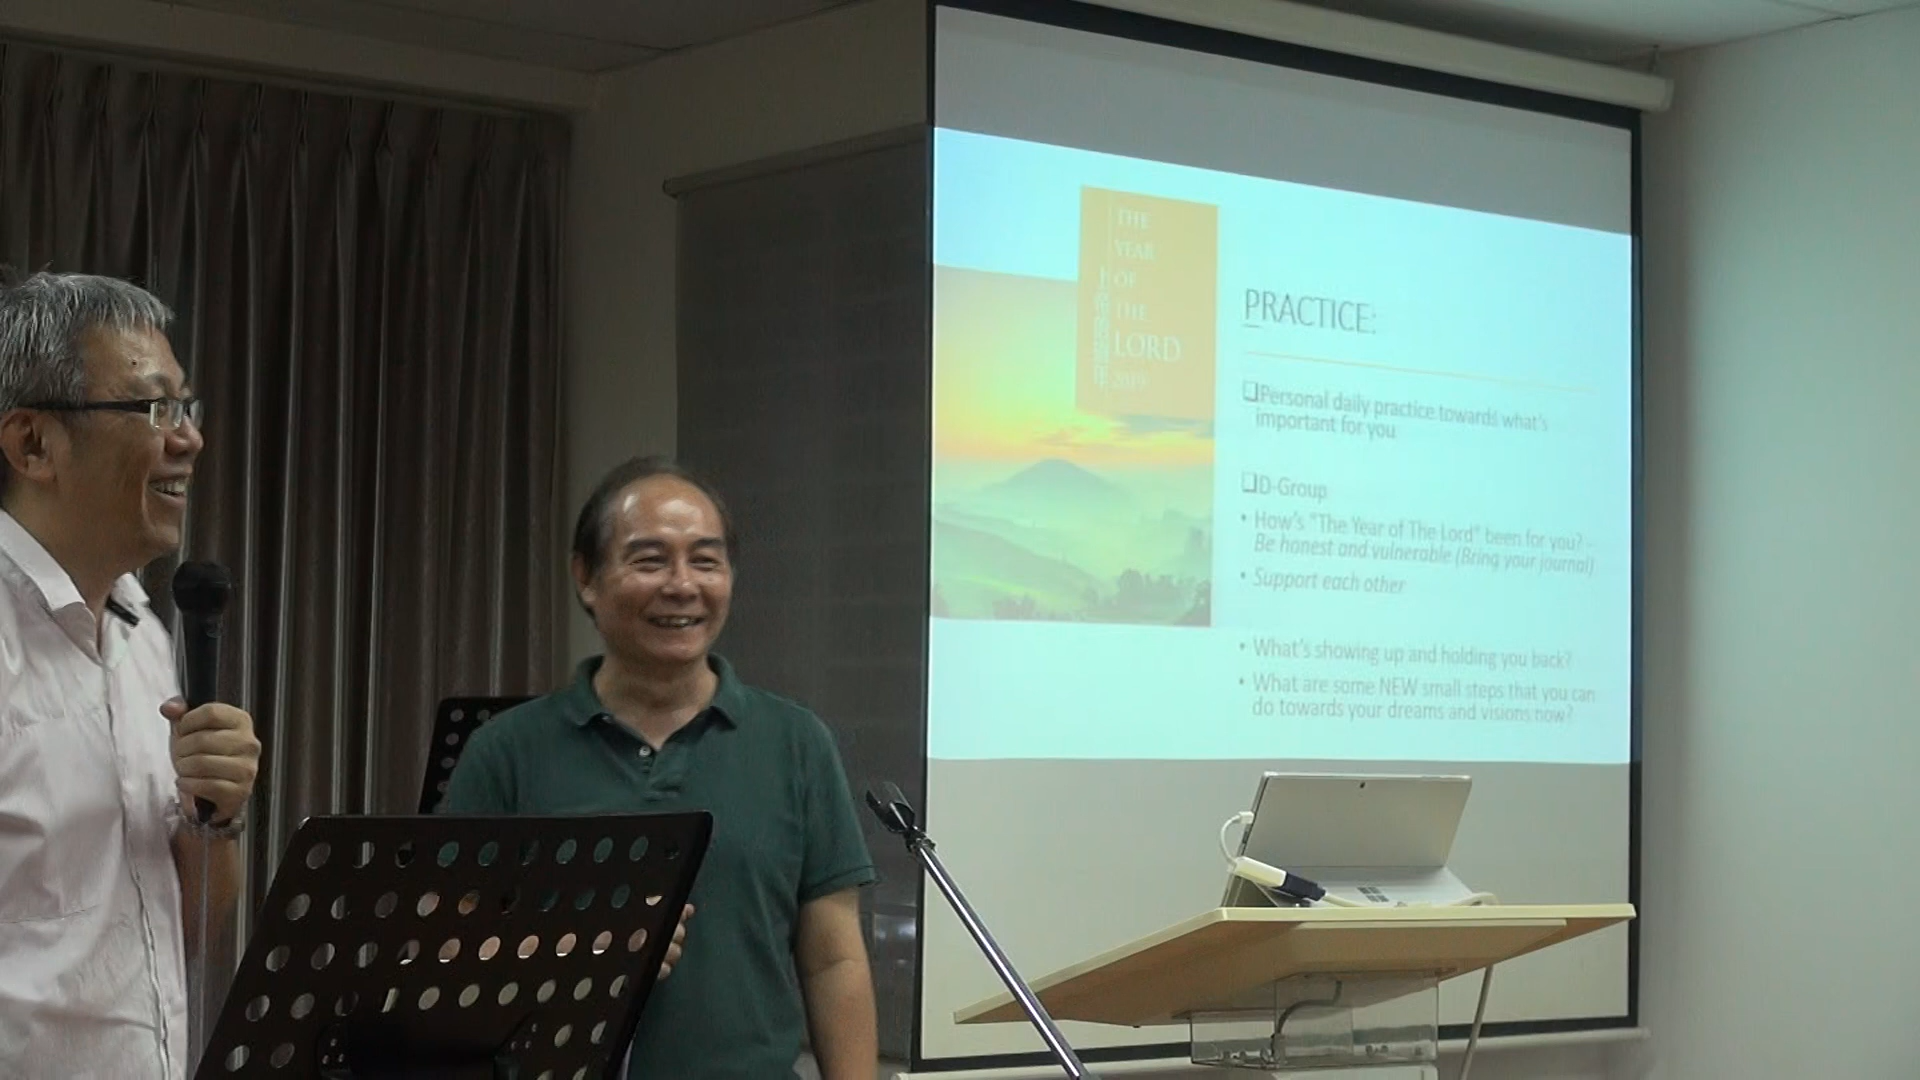 THE
YEAR
OF
THE
LORD
2019
PRACTICE:
❑Personal daily practice towards what's
important for you
❑D-Group
• How's "The Year of The Lord" been for you? -
Be honest and vulnerable (Bring your journal)
• Support each other
• What's showing up and holding you back?
• What are some NEW small steps that you can
do towards your dreams and visions now?